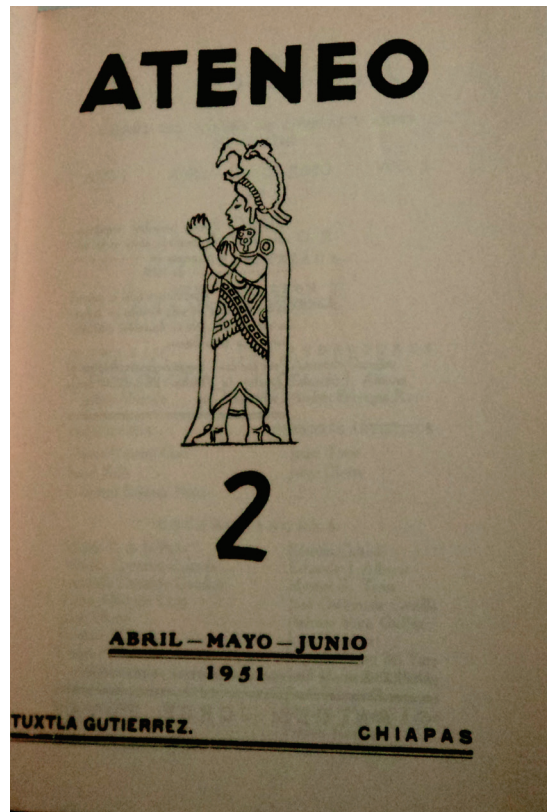 ATENEO
2
ABRIL – MAYO – JUNIO
1951
TUXTLA GUTIERREZ. CHIAPAS